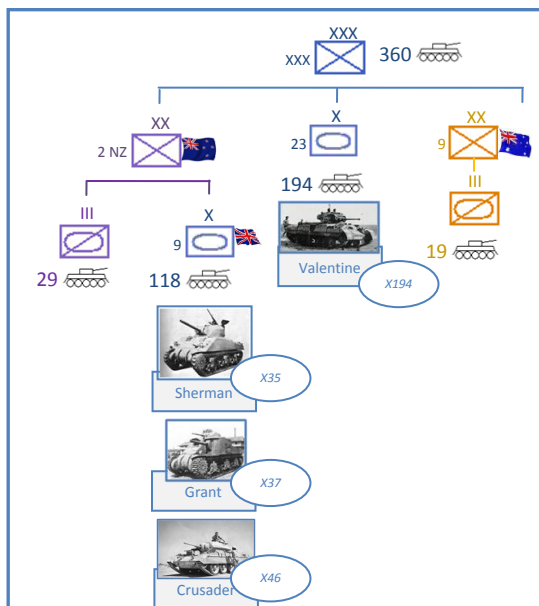 XXX
XXX 360
XX X XX
2 NZ 23 9
194
III X III
9
Valentine
X194
29 118 19
Sherman
X35
Grant
X37
Crusader
X46